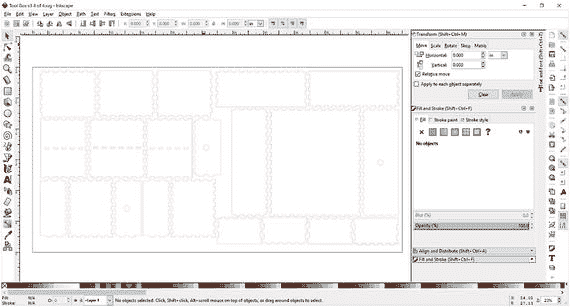 Tool Box v3.4 of 4.svg - Inkscape
File Edit View Layer Object Path Text Filters Extensions Help
Transform (Shift+Ctrl+M)
Move Scale Rotate Skew Matrix
Horizontal: 0.000 in
Vertical: 0.000
Relative move
Apply to each object separately
Clear Apply
Fill and Stroke (Shift+Ctrl+F)
Fill Stroke paint Stroke style
No objects
Blur (%) 0.0
Opacity (%) 100.0
Align and Distribute (Shift+Ctrl+A)
Fill and Stroke (Shift+Ctrl+F)
Fill: N/A
Stroke: N/A
O: 0
Layer 1
No objects selected. Click, Shift+click, Alt+scroll mouse on top of objects, or drag around objects to select.